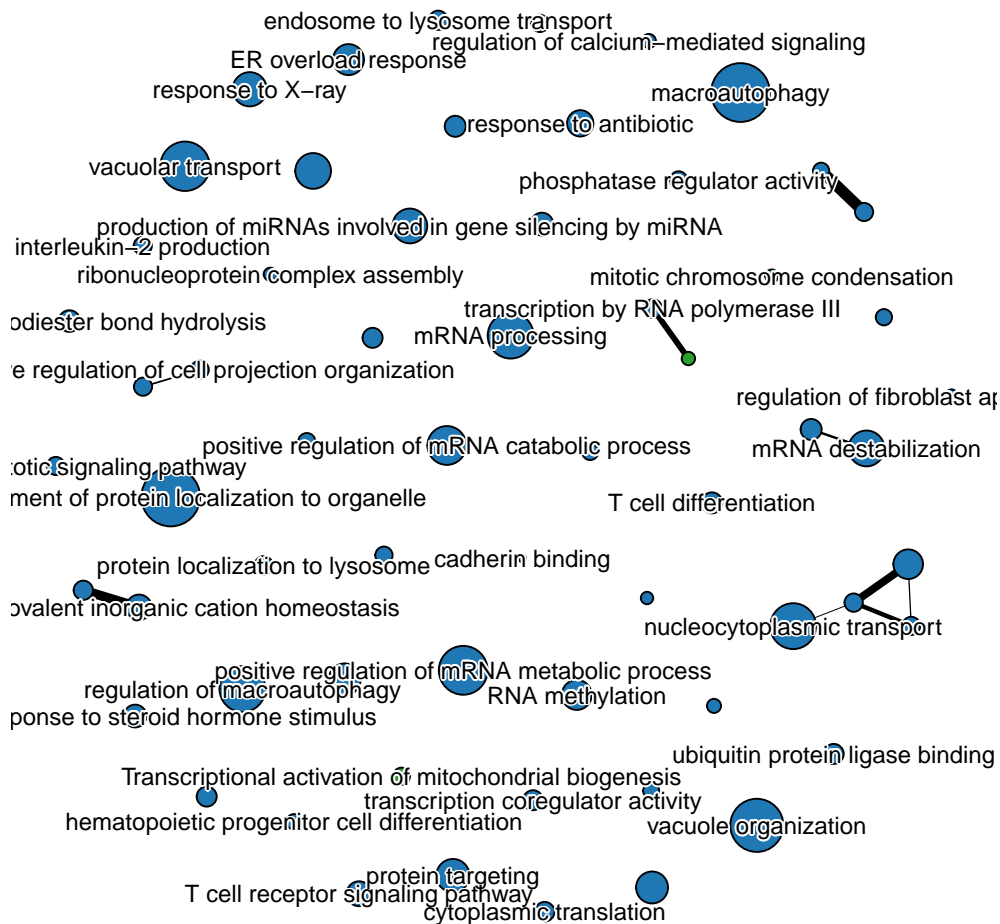 endosome to lysosome transport
regulation of calcium−mediated signaling
ER overload response
response to X−ray
macroautophagy
response to antibiotic
vacuolar transport
phosphatase regulator activity
production of miRNAs involved in gene silencing by miRNA
interleukin−2 production
ribonucleoprotein complex assembly
mitotic chromosome condensation
transcription by RNA polymerase III
odiester bond hydrolysis
mRNA processing
e regulation of cell projection organization
regulation of fibroblast ap
positive regulation of mRNA catabolic process
mRNA destabilization
totic signaling pathway
ment of protein localization to organelle
T cell differentiation
protein localization to lysosome
cadherin binding
ovalent inorganic cation homeostasis
nucleocytoplasmic transport
positive regulation of mRNA metabolic process
regulation of macroautophagy
RNA methylation
ponse to steroid hormone stimulus
ubiquitin protein ligase binding
Transcriptional activation of mitochondrial biogenesis
transcription coregulator activity
hematopoietic progenitor cell differentiation
vacuole organization
protein targeting
T cell receptor signaling pathway
cytoplasmic translation